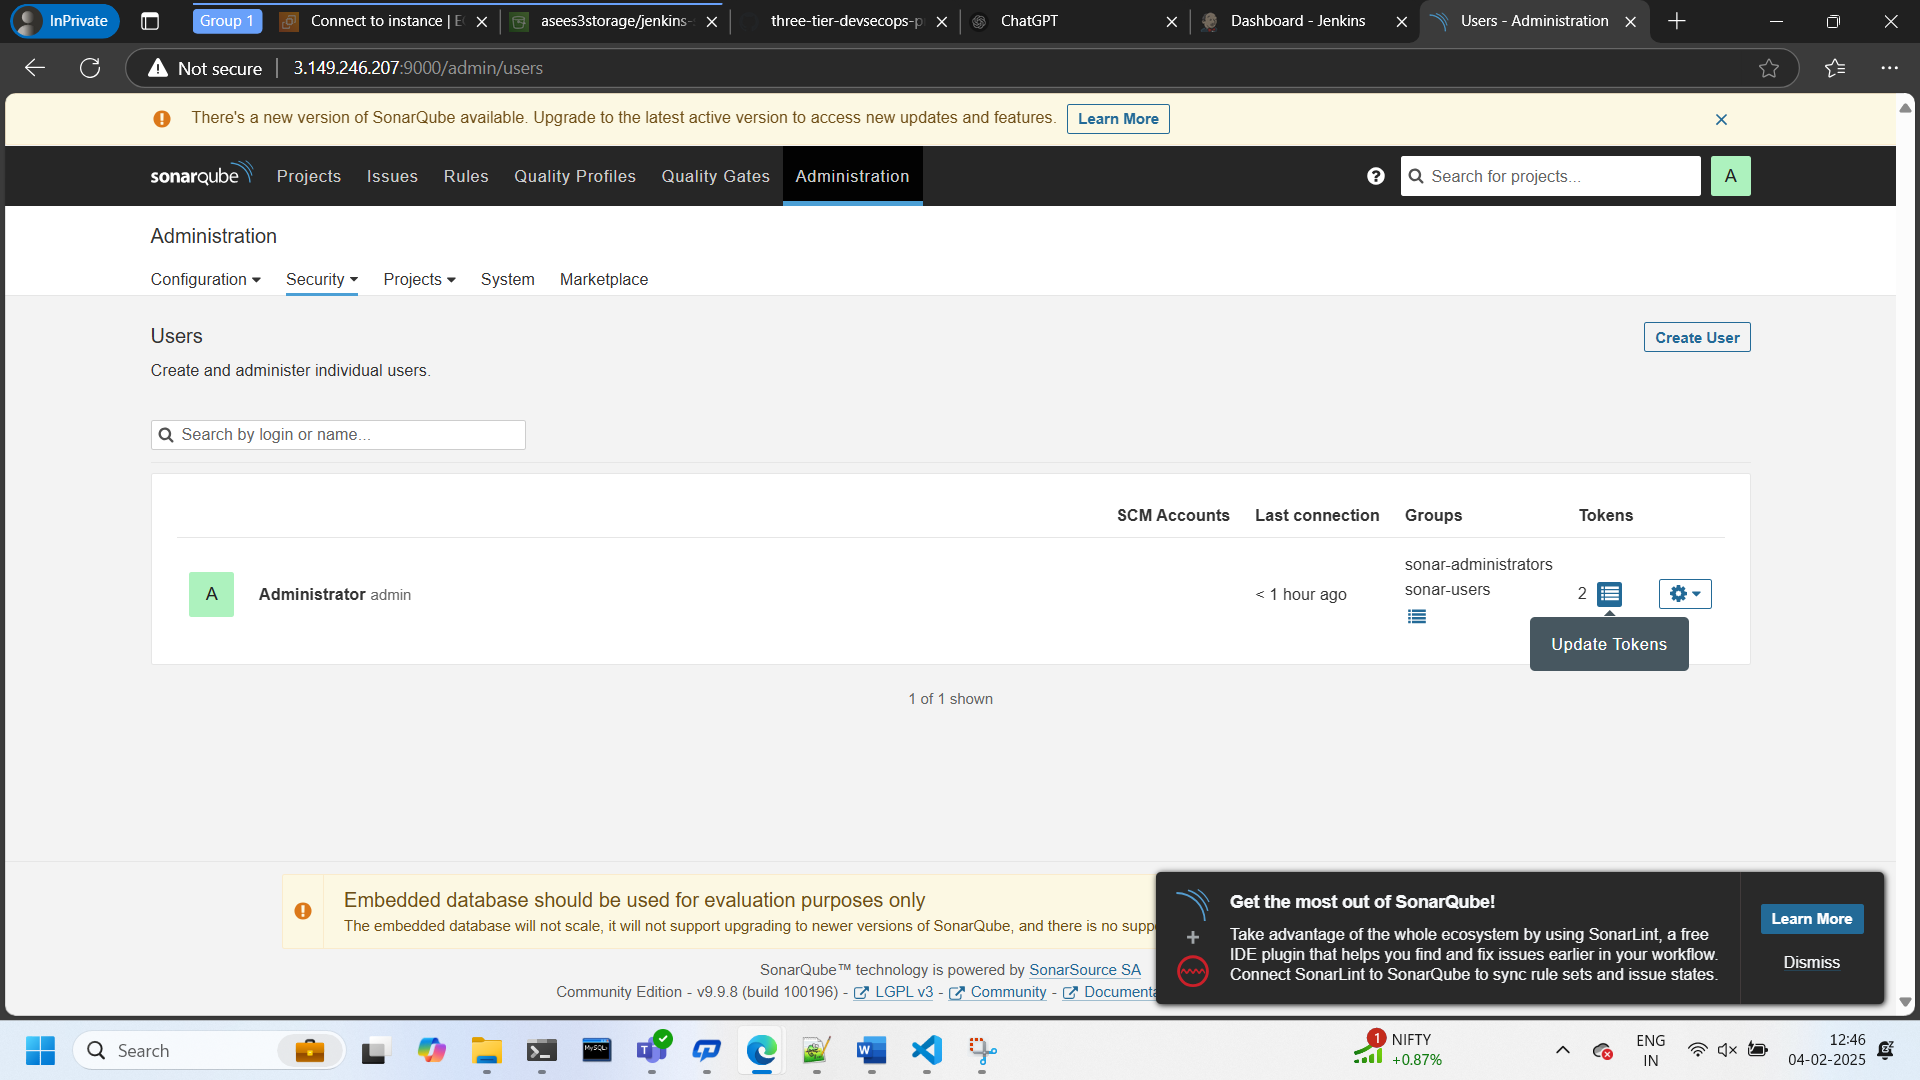 InPrivate
Group 1
Connect to instance | E
asees3storage/jenkins-
three-tier-devsecops-p
ChatGPT
Dashboard - Jenkins
Users - Administration
Not secure
3.149.246.207:9000/admin/users
There's a new version of SonarQube available. Upgrade to the latest active version to access new updates and features.
Learn More
sonarqube
Projects
Issues
Rules
Quality Profiles
Quality Gates
Administration
Search for projects...
A
Administration
Configuration
Security
Projects
System
Marketplace
Users
Create User
Create and administer individual users.
Search by login or name...
SCM Accounts
Last connection
Groups
Tokens
A
Administrator admin
< 1 hour ago
sonar-administrators
sonar-users
2
Update Tokens
1 of 1 shown
Embedded database should be used for evaluation purposes only
The embedded database will not scale, it will not support upgrading to newer versions of SonarQube, and there is no supp
SonarQube™ technology is powered by SonarSource SA
Community Edition - v9.9.8 (build 100196) - LGPL v3 - Community - Documenta
Get the most out of SonarQube!
Take advantage of the whole ecosystem by using SonarLint, a free
IDE plugin that helps you find and fix issues earlier in your workflow.
Connect SonarLint to SonarQube to sync rule sets and issue states.
Learn More
Dismiss
Search
MySQL
1
NIFTY
+0.87%
ENG
IN
12:46
04-02-2025